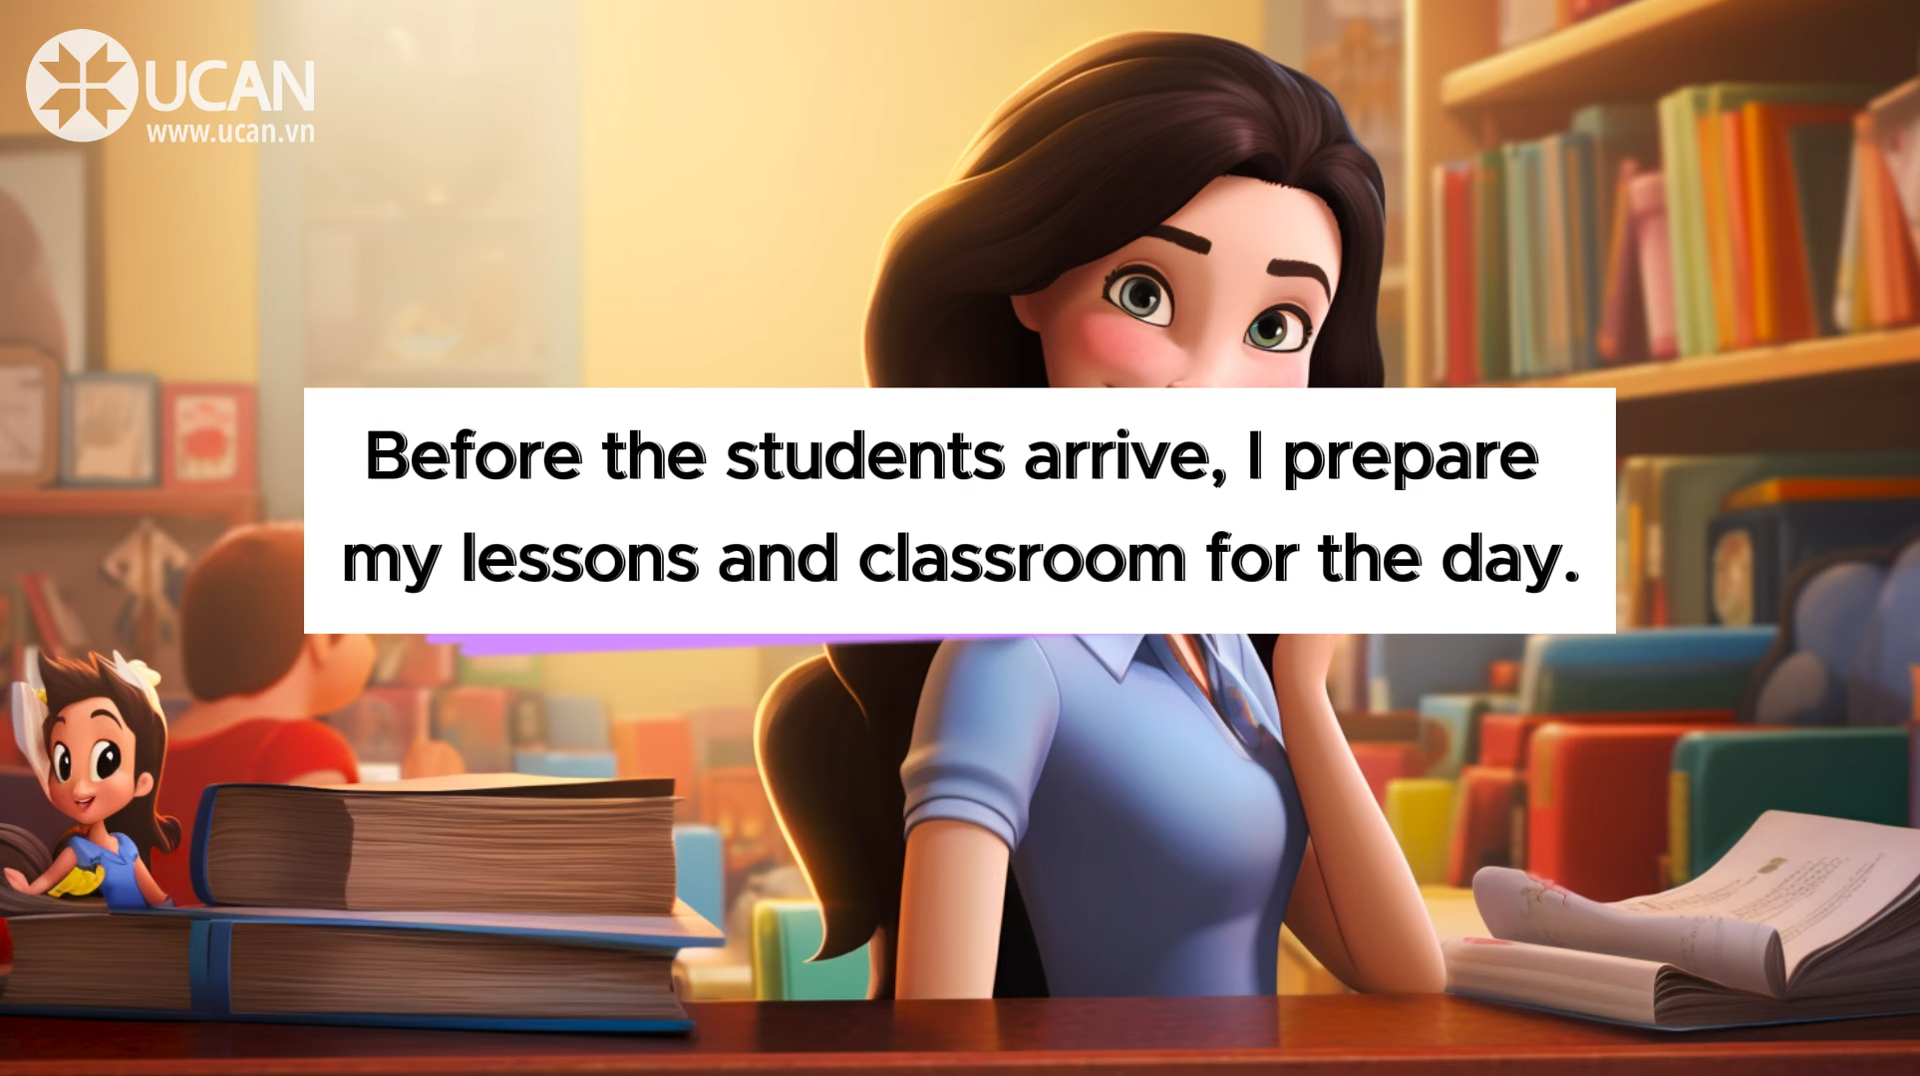 UCAN
www.ucan.vn
Before the students arrive, I prepare
my lessons and classroom for the day.